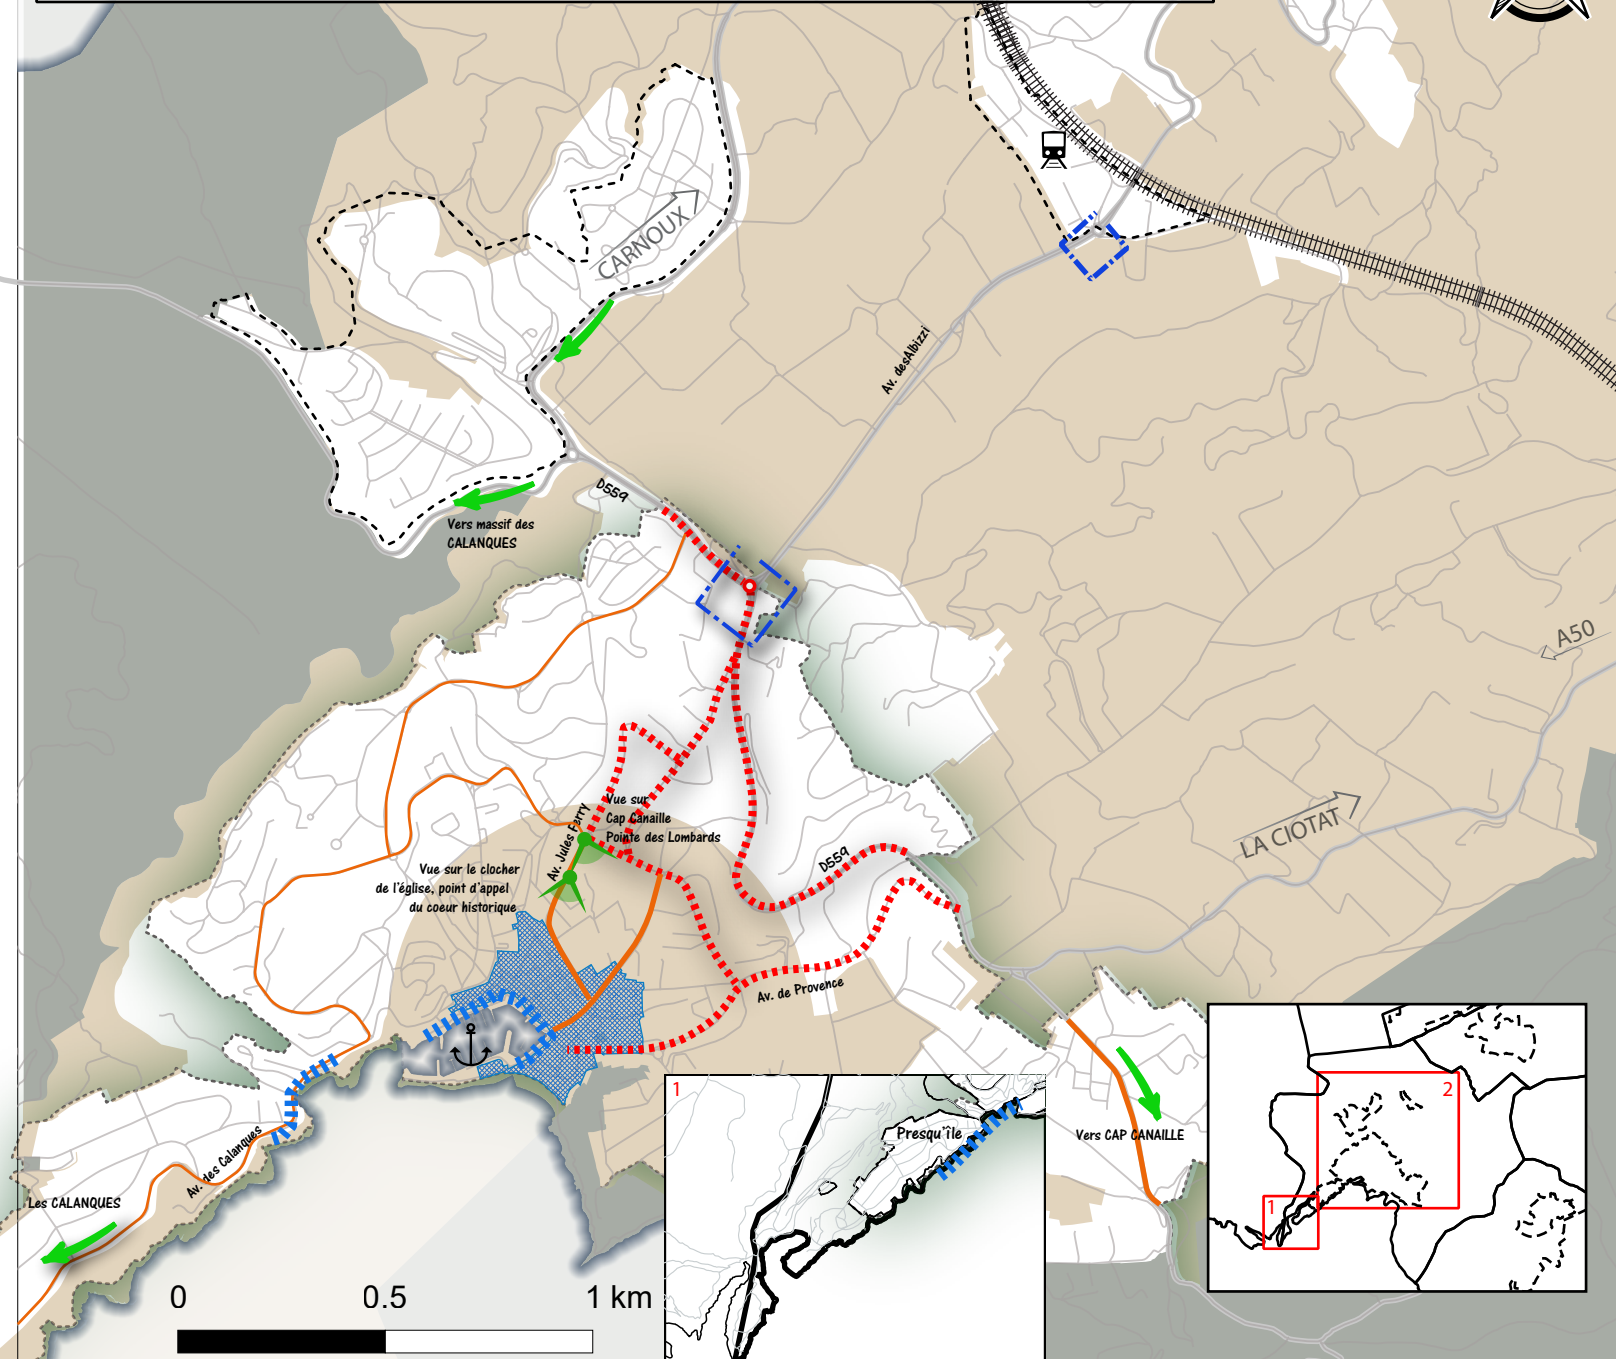 CARNOUX
Av. desAlbizzi
D559
Vers massif des
CALANQUES
A50
LA CIOTAT
Vue sur
Cap Canaille
Pointe des Lombards
Av. Jules Ferry
D559
Vue sur le clocher
de l'église, point d'appel
du coeur historique
Av. de Provence
Av. des Calanques
Les CALANQUES
Vers CAP CANAILLE
1
Presqu'île
2
1
0 0.5 1 km